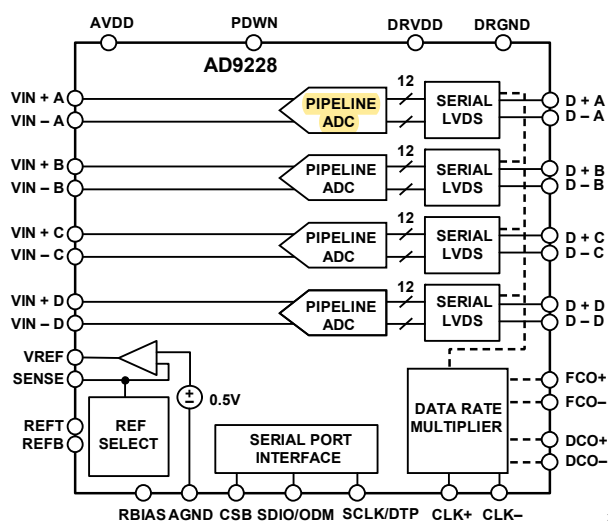 AVDD PDWN DRVDD DRGND
AD9228
VIN + A
VIN – A
PIPELINE
ADC
12
SERIAL
LVDS
D + A
D – A
VIN + B
VIN – B
PIPELINE
ADC
12
SERIAL
LVDS
D + B
D – B
VIN + C
VIN – C
PIPELINE
ADC
12
SERIAL
LVDS
D + C
D – C
VIN + D
VIN – D
PIPELINE
ADC
12
SERIAL
LVDS
D + D
D – D
VREF
SENSE
+
–
0.5V
REFT
REFB
REF
SELECT
SERIAL PORT
INTERFACE
DATA RATE
MULTIPLIER
FCO+
FCO–
DCO+
DCO–
RBIAS AGND CSB SDIO/ODM SCLK/DTP CLK+ CLK–